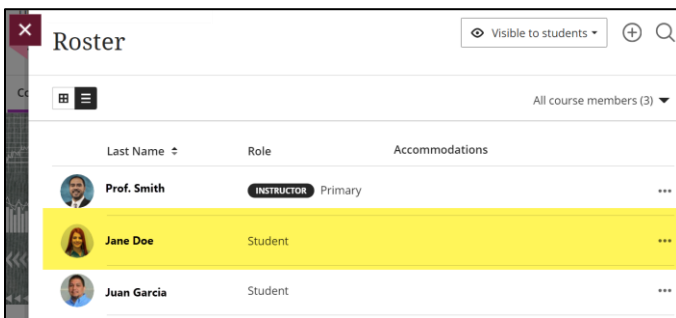 Roster
Visible to students
Co
All course members (3)
Last Name Role Accommodations
Prof. Smith INSTRUCTOR Primary
Jane Doe Student
Juan Garcia Student